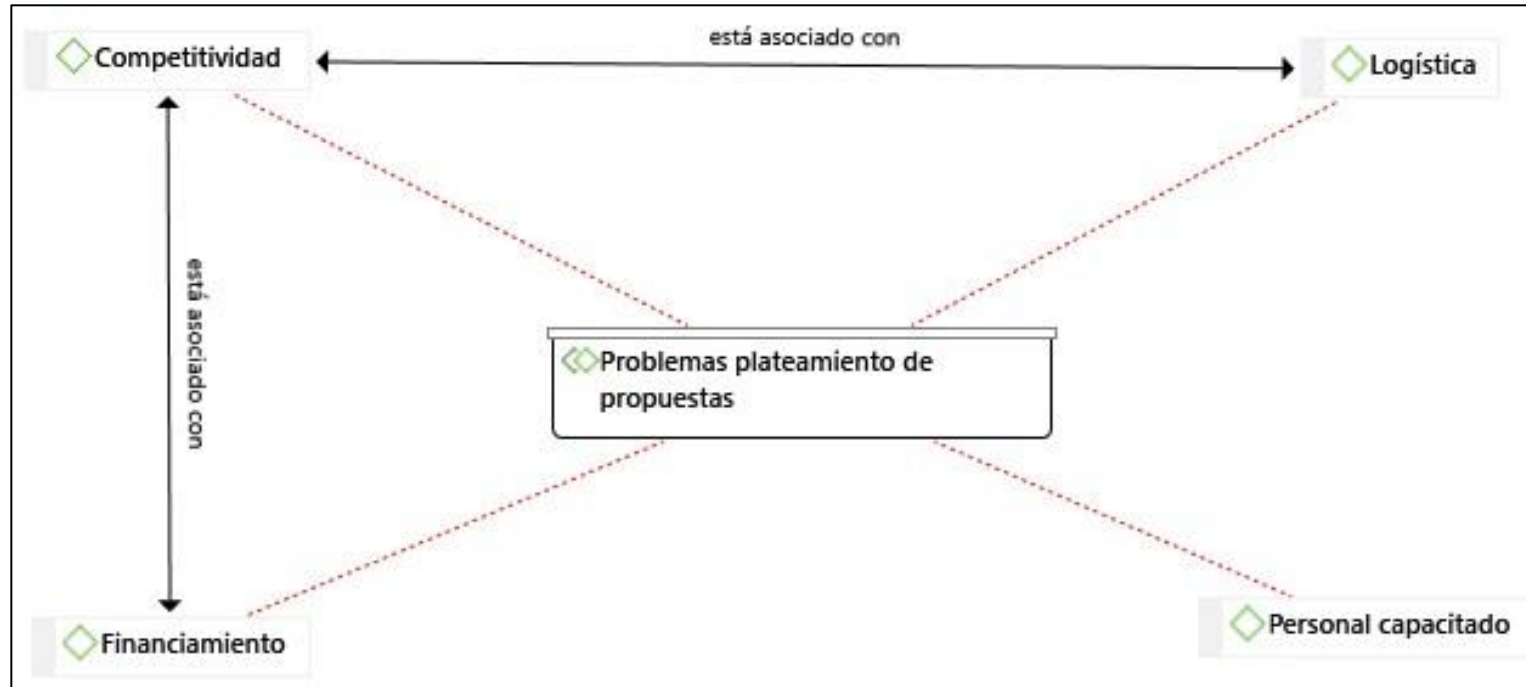 Competitividad
está asociado con
Logística
está asociado con
Problemas plateamiento de
propuestas
Financiamiento
Personal capacitado